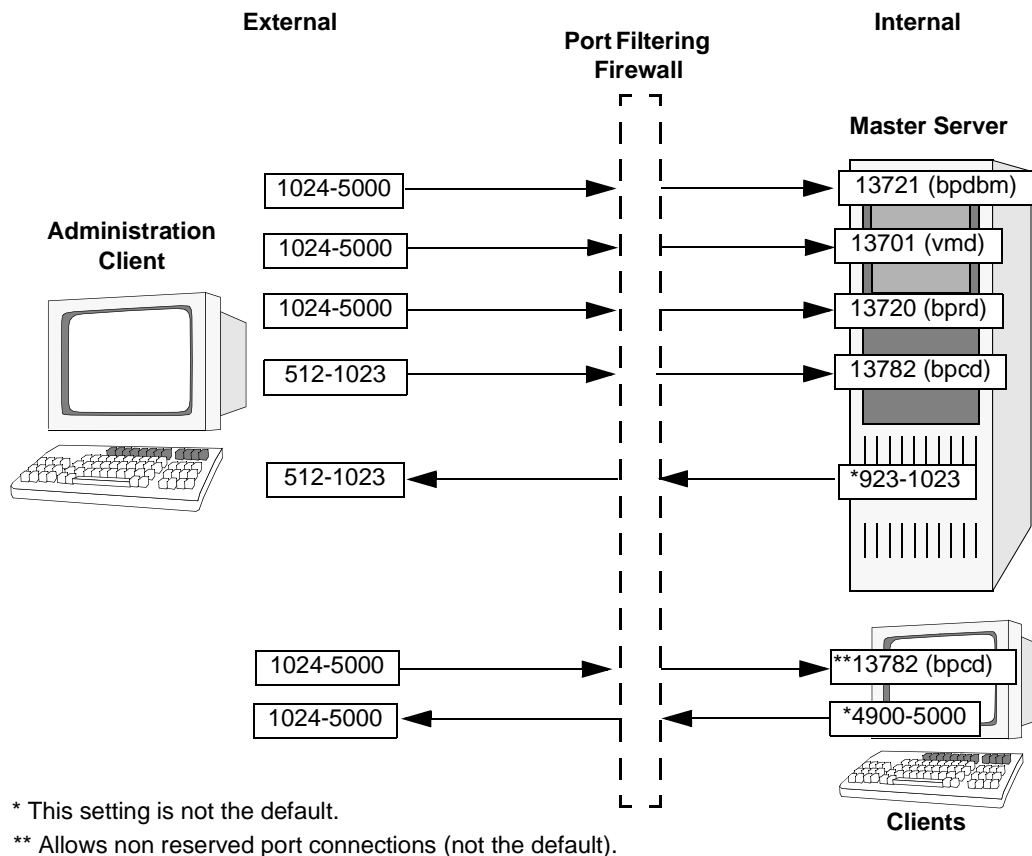 External
Internal
Port Filtering
Firewall
Master Server
Administration
Client
1024-5000
13721 (bpdbm)
1024-5000
13701 (vmd)
1024-5000
13720 (bprd)
512-1023
13782 (bpcd)
512-1023
*923-1023
1024-5000
**13782 (bpcd)
1024-5000
*4900-5000
Clients
* This setting is not the default.
** Allows non reserved port connections (not the default).